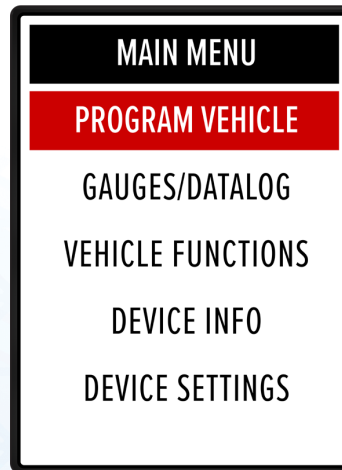 MAIN MENU
PROGRAM VEHICLE
GAUGES/DATALOG
VEHICLE FUNCTIONS
DEVICE INFO
DEVICE SETTINGS